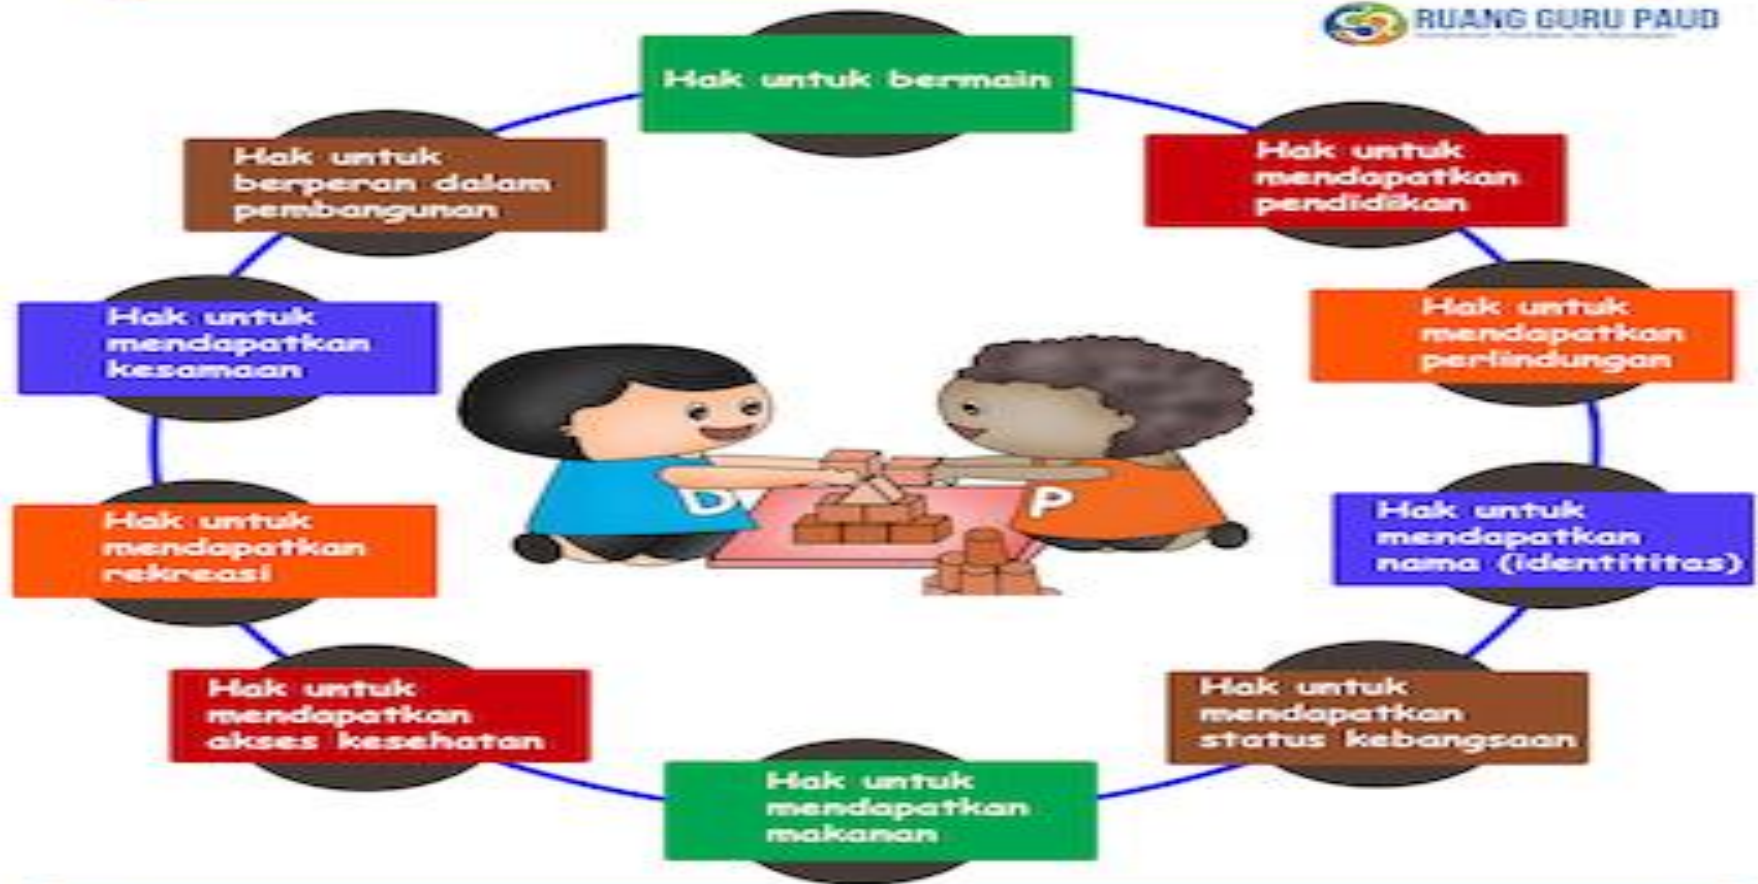 RUANG GURU PAUD
Hak untuk bermain
Hak untuk
mendapatkan
pendidikan
Hak untuk
mendapatkan
perlindungan
Hak untuk
mendapatkan
nama (identititas)
Hak untuk
mendapatkan
status kebangsaan
Hak untuk
mendapatkan
makanan
Hak untuk
mendapatkan
akses kesehatan
Hak untuk
mendapatkan
rekreasi
Hak untuk
mendapatkan
kesamaan
Hak untuk
berperan dalam
pembangunan
D
P